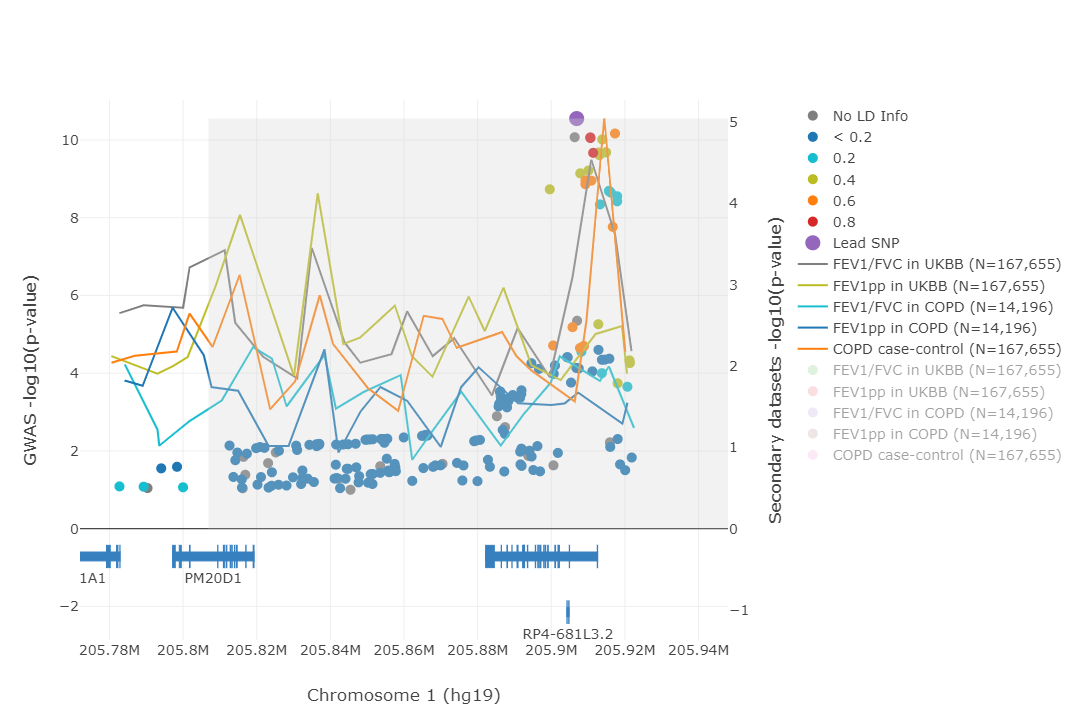 10
8
6
4
2
0
−2
GWAS -log10(p-value)
5
4
3
2
1
0
−1
Secondary datasets -log10(p-value)
1A1
PM20D1
RP4-681L3.2
205.78M
205.8M
205.82M
205.84M
205.86M
205.88M
205.9M
205.92M
205.94M
Chromosome 1 (hg19)
No LD Info
< 0.2
0.2
0.4
0.6
0.8
Lead SNP
FEV1/FVC in UKBB (N=167,655)
FEV1pp in UKBB (N=167,655)
FEV1/FVC in COPD (N=14,196)
FEV1pp in COPD (N=14,196)
COPD case-control (N=167,655)
FEV1/FVC in UKBB (N=167,655)
FEV1pp in UKBB (N=167,655)
FEV1/FVC in COPD (N=14,196)
FEV1pp in COPD (N=14,196)
COPD case-control (N=167,655)